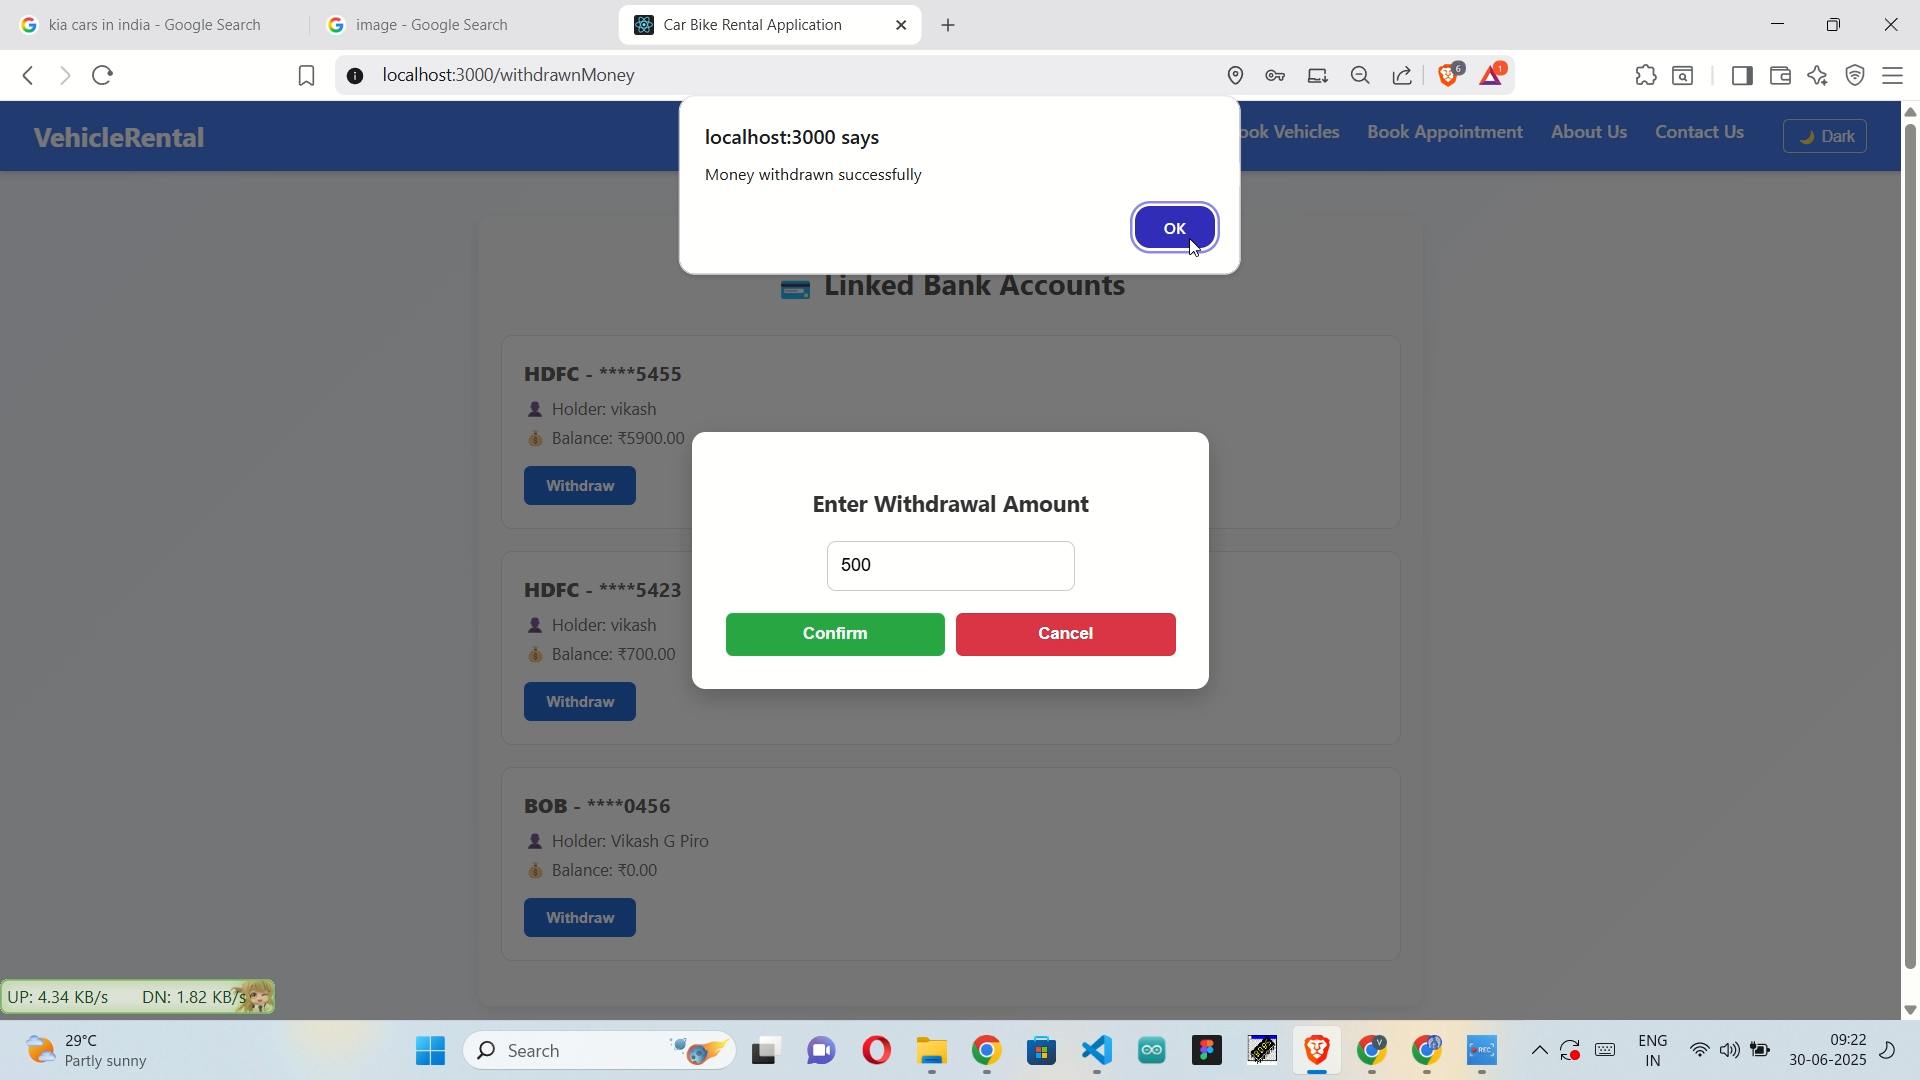 kia cars in india - Google Search
image - Google Search
Car Bike Rental Application
localhost:3000/withdrawnMoney
6
1
VehicleRental
ook Vehicles
Book Appointment
About Us
Contact Us
Dark
localhost:3000 says
Money withdrawn successfully
OK
Linked Bank Accounts
HDFC - ****5455
Holder: vikash
Balance: ₹5900.00
Withdraw
Enter Withdrawal Amount
500
Confirm
Cancel
HDFC - ****5423
Holder: vikash
Balance: ₹700.00
Withdraw
BOB - ****0456
Holder: Vikash G Piro
Balance: ₹0.00
Withdraw
UP: 4.34 KB/s
DN: 1.82 KB/s
29°C
Partly sunny
Search
V
REC
ENG
IN
09:22
30-06-2025